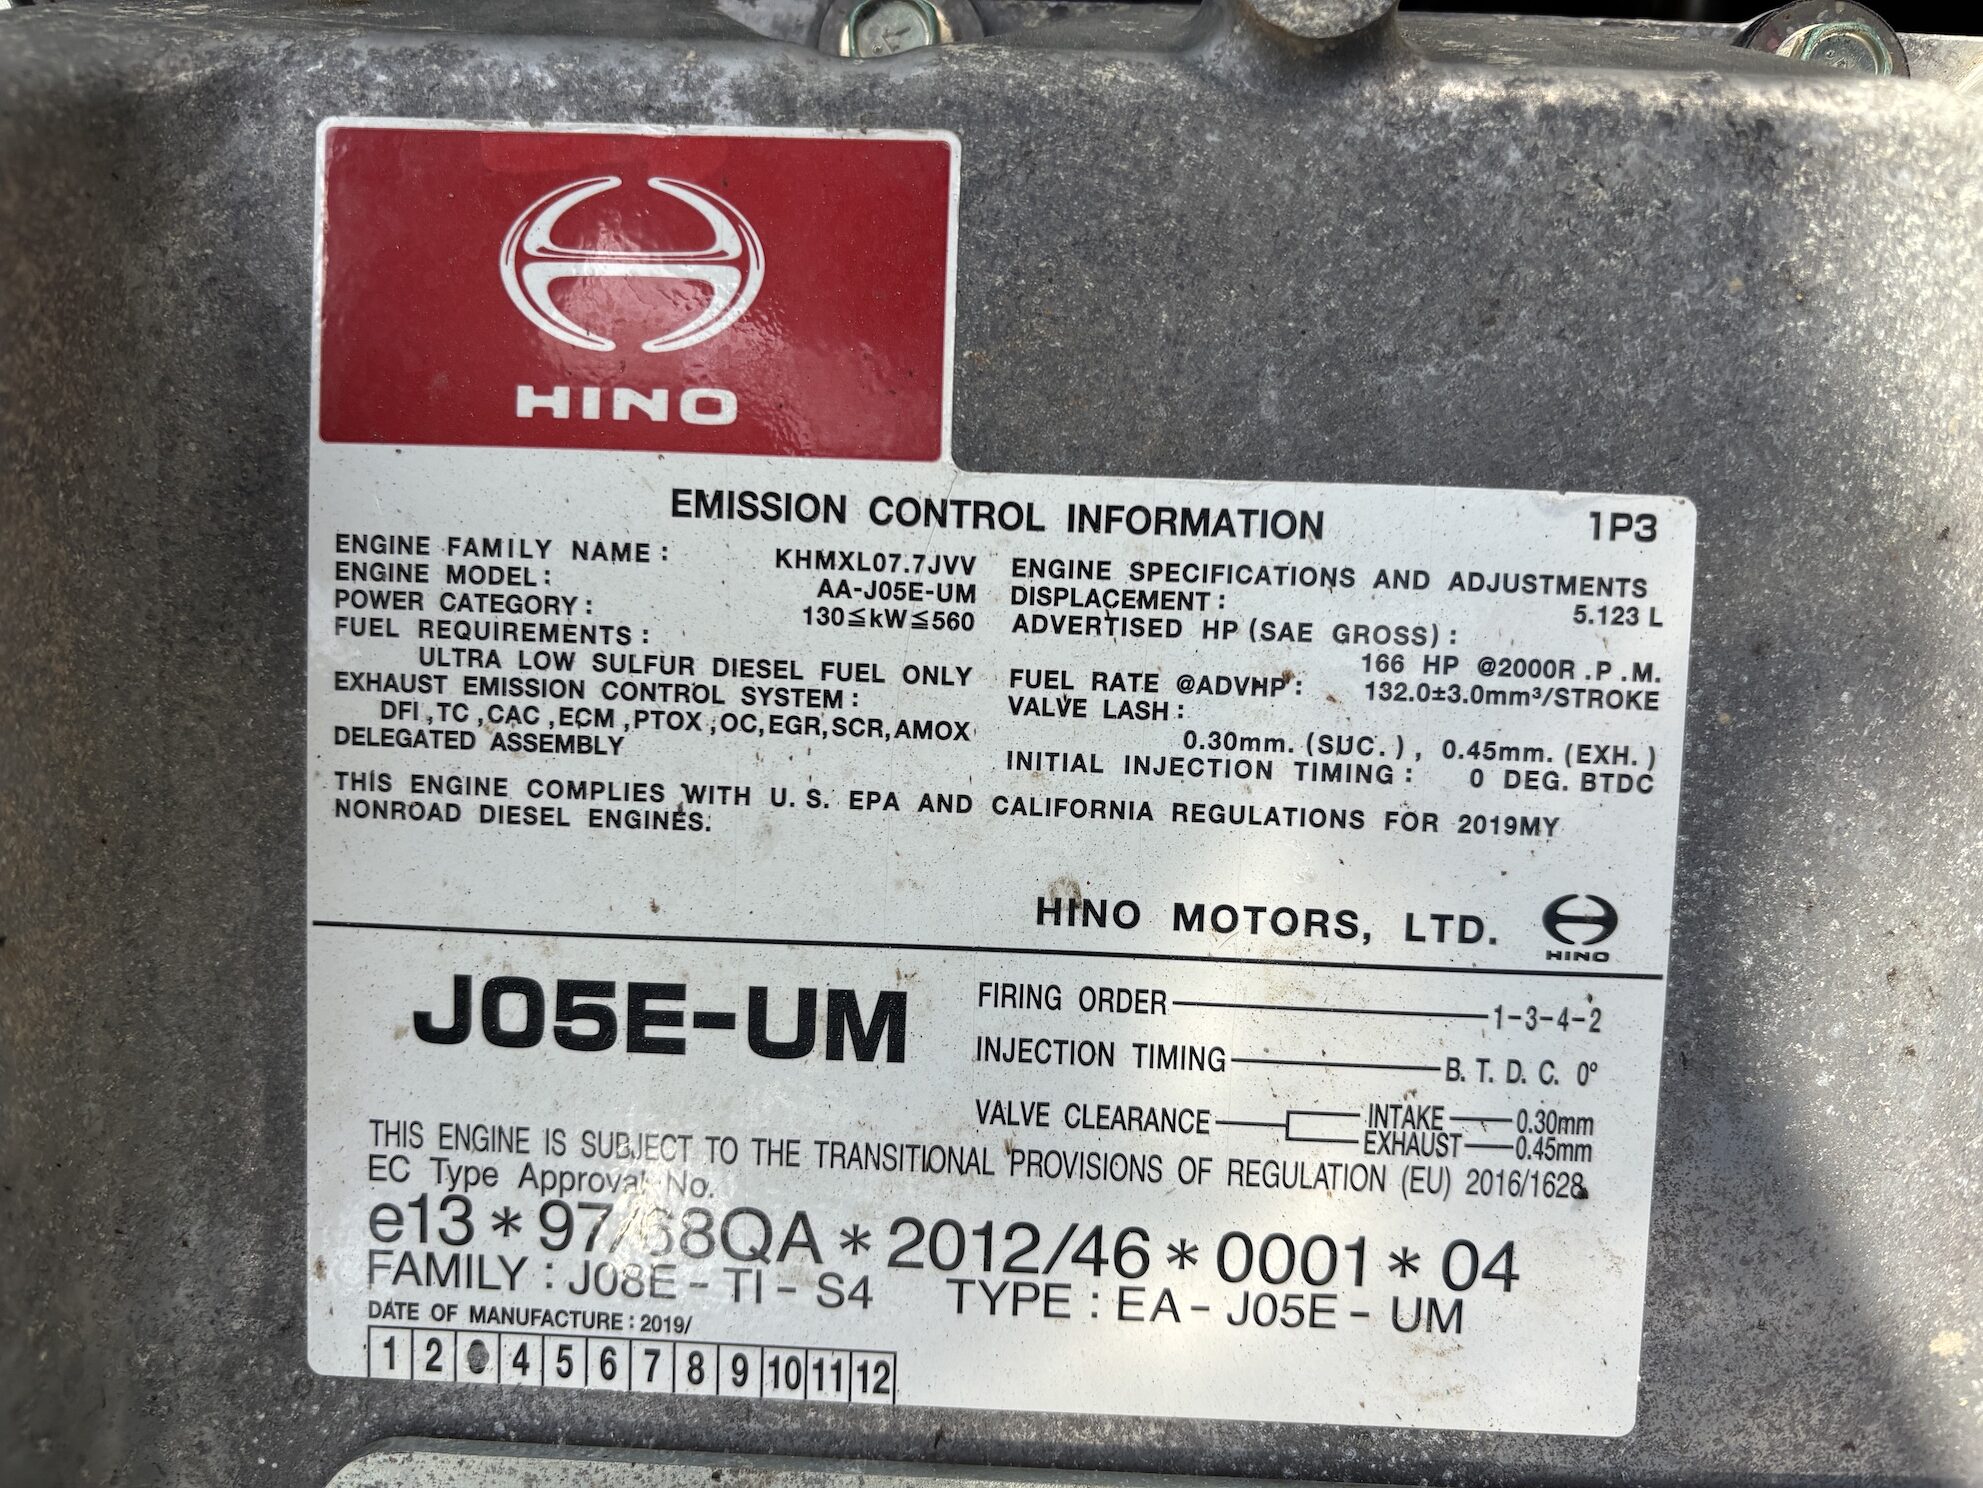 HINO
EMISSION CONTROL INFORMATION 1P3
ENGINE FAMILY NAME: KHMXL07.7JVV
ENGINE MODEL: AA-J05E-UM
POWER CATEGORY: 130≦kW≦560
FUEL REQUIREMENTS:
ULTRA LOW SULFUR DIESEL FUEL ONLY
EXHAUST EMISSION CONTROL SYSTEM:
DFI,TC,CAC,ECM,PTOX,OC,EGR,SCR,AMOX
DELEGATED ASSEMBLY
ENGINE SPECIFICATIONS AND ADJUSTMENTS
DISPLACEMENT: 5.123 L
ADVERTISED HP (SAE GROSS):
166 HP @2000R.P.M.
FUEL RATE @ADVHP: 132.0±3.0mm³/STROKE
VALVE LASH:
0.30mm. (SUC.), 0.45mm. (EXH.)
INITIAL INJECTION TIMING: 0 DEG. BTDC
THIS ENGINE COMPLIES WITH U.S. EPA AND CALIFORNIA REGULATIONS FOR 2019MY
NONROAD DIESEL ENGINES.
HINO MOTORS, LTD.
HINO
J05E-UM
FIRING ORDER 1-3-4-2
INJECTION TIMING B.T.D.C. 0°
VALVE CLEARANCE INTAKE 0.30mm
EXHAUST 0.45mm
THIS ENGINE IS SUBJECT TO THE TRANSITIONAL PROVISIONS OF REGULATION (EU) 2016/1628.
EC Type Approval No.
e13*97/68QA*2012/46*0001*04
FAMILY: J08E-TI-S4 TYPE: EA-J05E-UM
DATE OF MANUFACTURE: 2019/
1 2 4 5 6 7 8 9 10 11 12